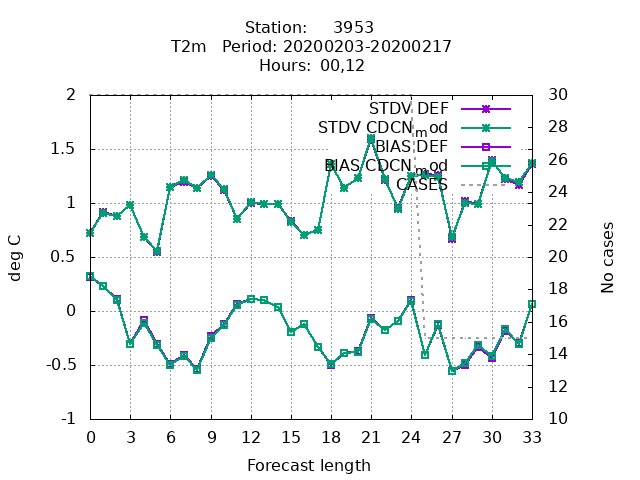 Station: 3953
T2m Period: 20200203-20200217
Hours: 00,12
2
1.5
1
0.5
0
-0.5
-1
30
28
26
24
22
20
18
16
14
12
10
deg C
No cases
STDV DEF
STDV CDCN_mod
BIAS DEF
BIAS CDCN_mod
CASES
0 3 6 9 12 15 18 21 24 27 30 33
Forecast length